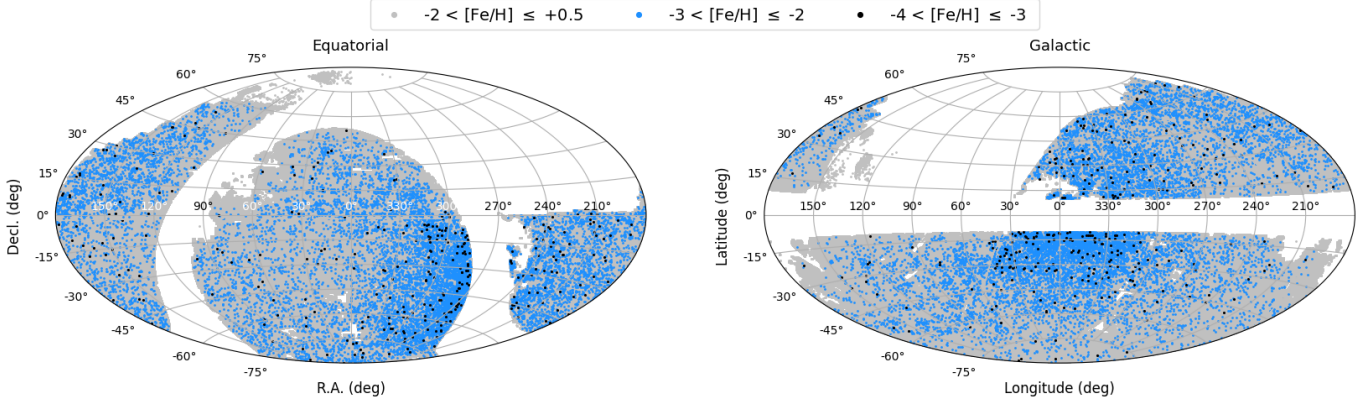 -2 < [Fe/H] ≤ +0.5 -3 < [Fe/H] ≤ -2 -4 < [Fe/H] ≤ -3
Equatorial
75°
60°
45°
30°
15°
0°
-15°
-30°
-45°
-60°
-75°
150° 120° 90° 60° 30° 0° 330° 300° 270° 240° 210°
Decl. (deg)
R.A. (deg)
Galactic
75°
60°
45°
30°
15°
0°
-15°
-30°
-45°
-60°
-75°
150° 120° 90° 60° 30° 0° 330° 300° 270° 240° 210°
Latitude (deg)
Longitude (deg)